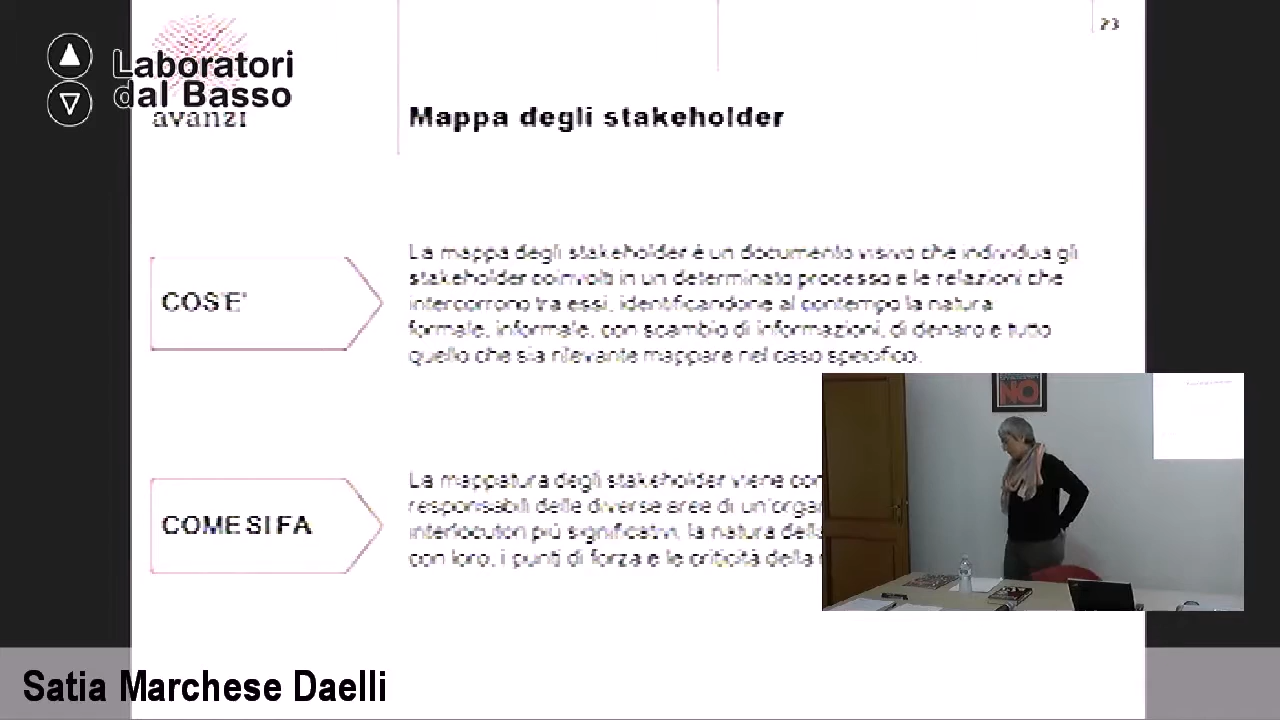 73
Laboratori
dal Basso
avanzi
Mappa degli stakeholder
La mappa degli stakeholder è un documento visivo che individua gli
stakeholder coinvolti in un determinato processo e le relazioni che
intercorrono tra essi, identificandone al contempo la natura
formale, informale, con scambio di informazioni, di denaro e tutto
quello che sia rilevante mappare nel caso specifico.
COS'E'
NO
La mappatura degli stakeholder viene
responsabili delle diverse aree di un'organ
interlocutori più significativi, la natura della
con loro, i punti di forza e le criticità della
COME SI FA
Satia Marchese Daelli